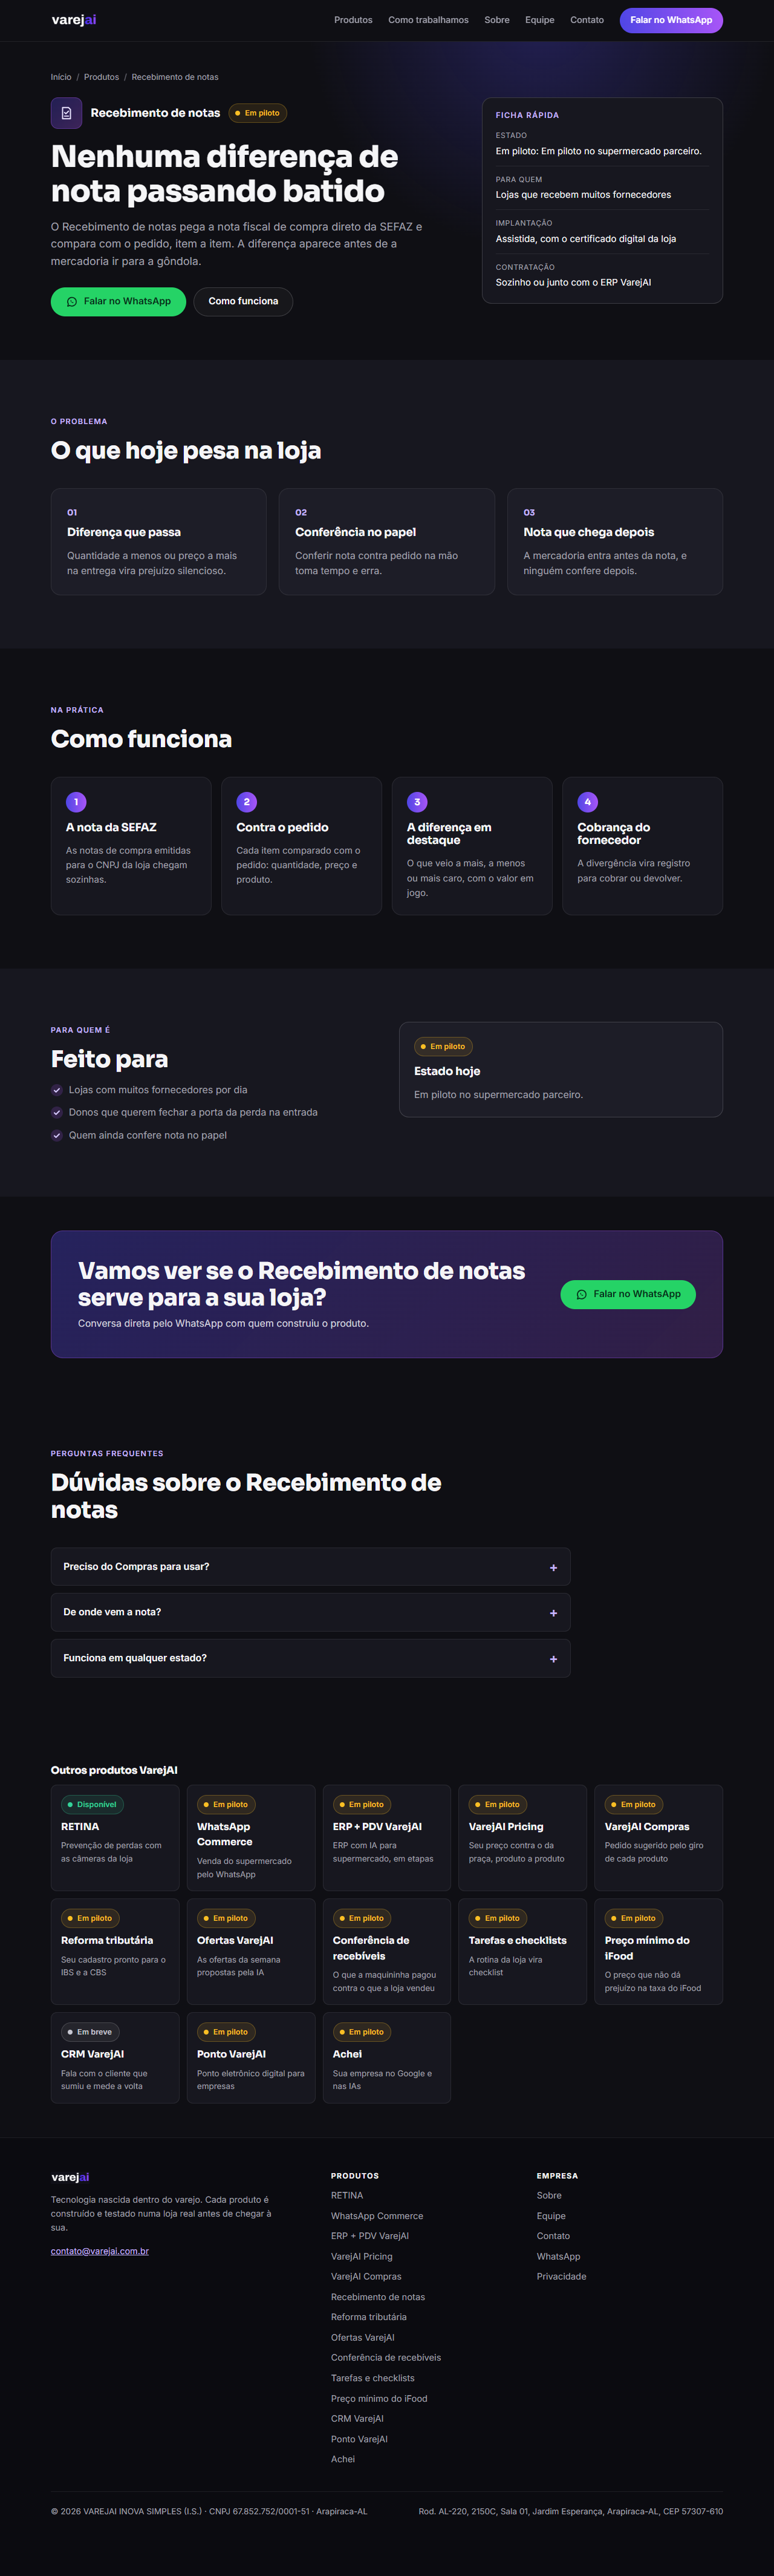 varejai
Produtos
Como trabalhamos
Sobre
Equipe
Contato
Falar no WhatsApp
Início / Produtos / Recebimento de notas
Recebimento de notas
Em piloto
Nenhuma diferença de
nota passando batido
O Recebimento de notas pega a nota fiscal de compra direto da SEFAZ e
compara com o pedido, item a item. A diferença aparece antes de a
mercadoria ir para a gôndola.
Falar no WhatsApp
Como funciona
FICHA RÁPIDA
ESTADO
Em piloto: Em piloto no supermercado parceiro.
PARA QUEM
Lojas que recebem muitos fornecedores
IMPLANTAÇÃO
Assistida, com o certificado digital da loja
CONTRATAÇÃO
Sozinho ou junto com o ERP VarejAI
O PROBLEMA
O que hoje pesa na loja
01
Diferença que passa
Quantidade a menos ou preço a mais
na entrega vira prejuízo silencioso.
02
Conferência no papel
Conferir nota contra pedido na mão
toma tempo e erra.
03
Nota que chega depois
A mercadoria entra antes da nota, e
ninguém confere depois.
NA PRÁTICA
Como funciona
1
A nota da SEFAZ
As notas de compra emitidas
para o CNPJ da loja chegam
sozinhas.
2
Contra o pedido
Cada item comparado com o
pedido: quantidade, preço e
produto.
3
A diferença em
destaque
O que veio a mais, a menos
ou mais caro, com o valor em
jogo.
4
Cobrança do
fornecedor
A divergência vira registro
para cobrar ou devolver.
PARA QUEM É
Feito para
Lojas com muitos fornecedores por dia
Donos que querem fechar a porta da perda na entrada
Quem ainda confere nota no papel
Em piloto
Estado hoje
Em piloto no supermercado parceiro.
Vamos ver se o Recebimento de notas
serve para a sua loja?
Conversa direta pelo WhatsApp com quem construiu o produto.
Falar no WhatsApp
PERGUNTAS FREQUENTES
Dúvidas sobre o Recebimento de
notas
Preciso do Compras para usar? +
De onde vem a nota? +
Funciona em qualquer estado? +
Outros produtos VarejAI
Disponível
RETINA
Prevenção de perdas com
as câmeras da loja
Em piloto
WhatsApp
Commerce
Venda do supermercado
pelo WhatsApp
Em piloto
ERP + PDV VarejAI
ERP com IA para
supermercado, em etapas
Em piloto
VarejAI Pricing
Seu preço contra o da
praça, produto a produto
Em piloto
VarejAI Compras
Pedido sugerido pelo giro
de cada produto
Em piloto
Reforma tributária
Seu cadastro pronto para o
IBS e a CBS
Em piloto
Ofertas VarejAI
As ofertas da semana
propostas pela IA
Em piloto
Conferência de
recebíveis
O que a maquininha pagou
contra o que a loja vendeu
Em piloto
Tarefas e checklists
A rotina da loja vira
checklist
Em piloto
Preço mínimo do
iFood
O preço que não dá
prejuízo na taxa do iFood
Em breve
CRM VarejAI
Fala com o cliente que
sumiu e mede a volta
Em piloto
Ponto VarejAI
Ponto eletrônico digital para
empresas
Em piloto
Achei
Sua empresa no Google e
nas IAs
varejai
Tecnologia nascida dentro do varejo. Cada produto é
construído e testado numa loja real antes de chegar à
sua.
contato@varejai.com.br
PRODUTOS
RETINA
WhatsApp Commerce
ERP + PDV VarejAI
VarejAI Pricing
VarejAI Compras
Recebimento de notas
Reforma tributária
Ofertas VarejAI
Conferência de recebíveis
Tarefas e checklists
Preço mínimo do iFood
CRM VarejAI
Ponto VarejAI
Achei
EMPRESA
Sobre
Equipe
Contato
WhatsApp
Privacidade
© 2026 VAREJAI INOVA SIMPLES (I.S.) · CNPJ 67.852.752/0001-51 · Arapiraca-AL
Rod. AL-220, 2150C, Sala 01, Jardim Esperança, Arapiraca-AL, CEP 57307-610